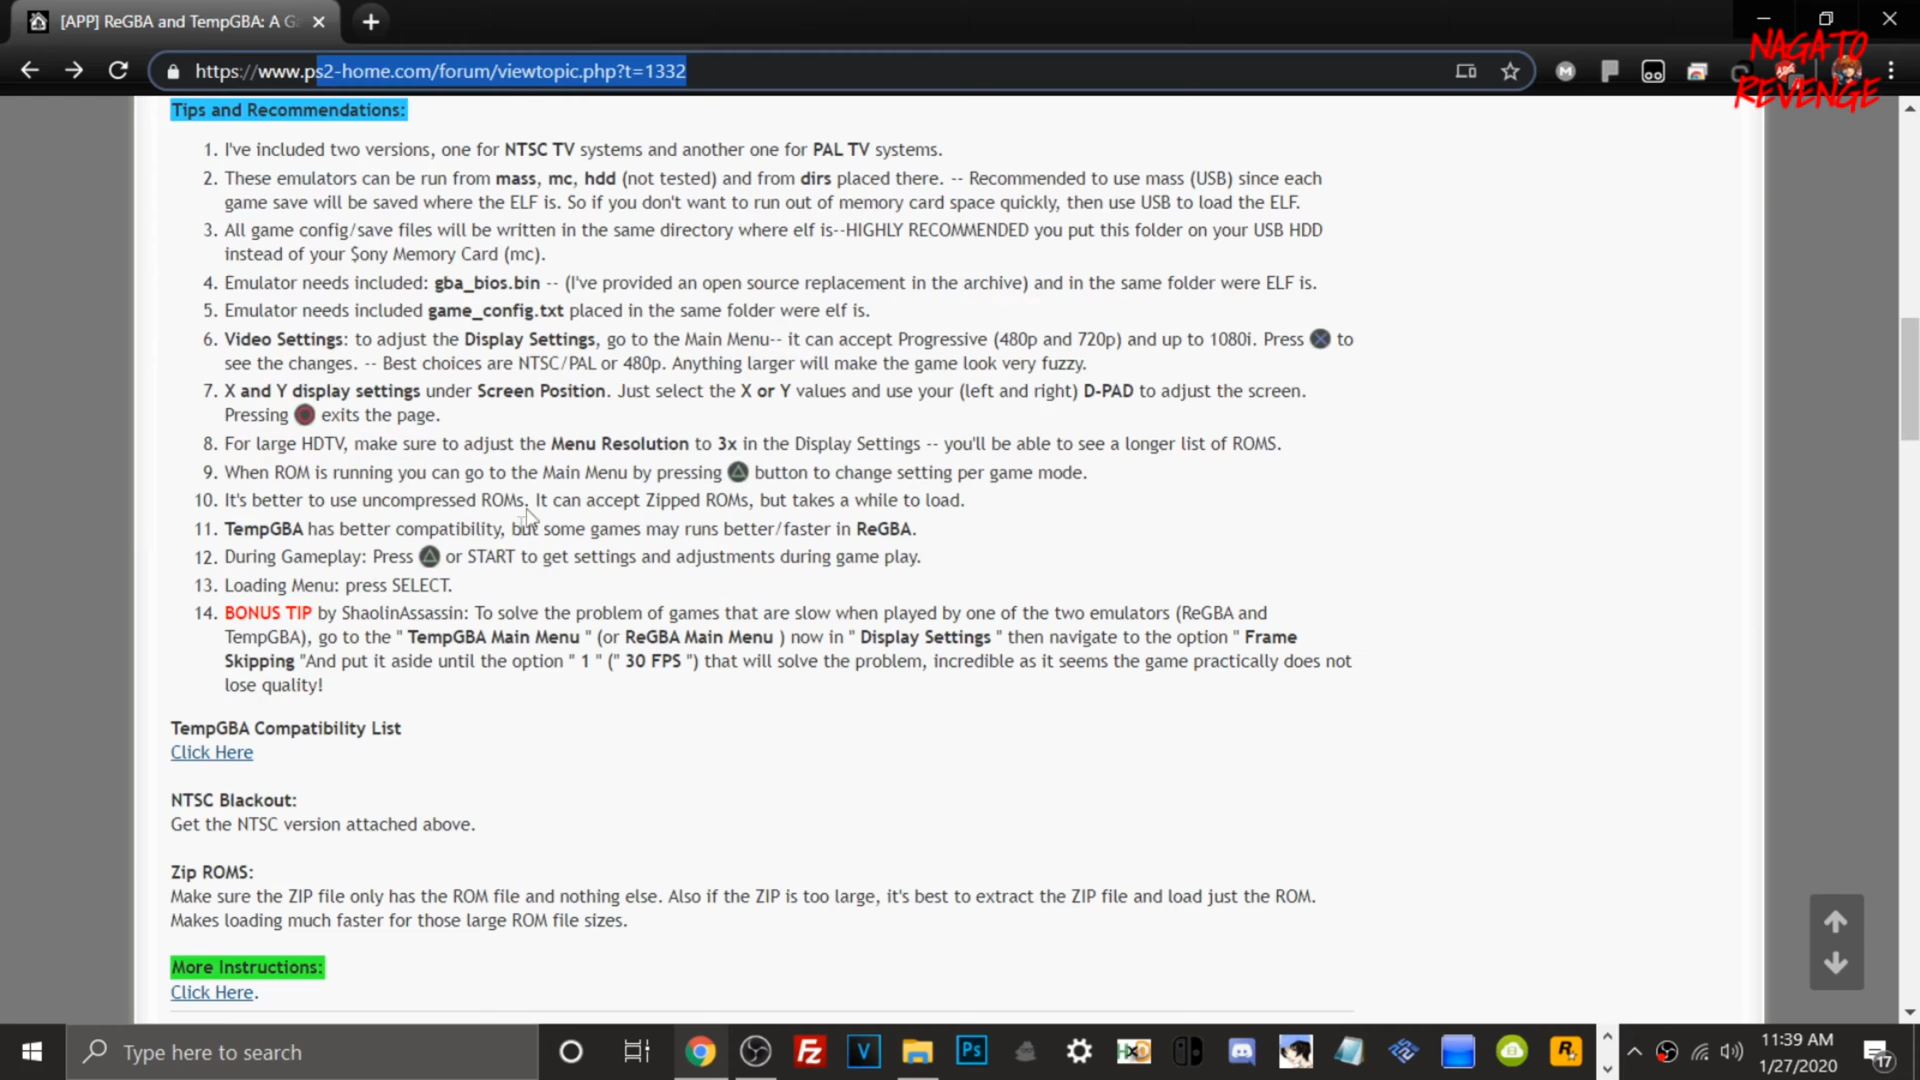 [APP] ReGBA and TempGBA: A G
NAGATO
REVENGE
https://www.ps2-home.com/forum/viewtopic.php?t=1332
Tips and Recommendations:
1. I've included two versions, one for NTSC TV systems and another one for PAL TV systems.
2. These emulators can be run from mass, mc, hdd (not tested) and from dirs placed there. -- Recommended to use mass (USB) since each
game save will be saved where the ELF is. So if you don't want to run out of memory card space quickly, then use USB to load the ELF.
3. All game config/save files will be written in the same directory where elf is--HIGHLY RECOMMENDED you put this folder on your USB HDD
instead of your $ony Memory Card (mc).
4. Emulator needs included: gba_bios.bin -- (I've provided an open source replacement in the archive) and in the same folder were ELF is.
5. Emulator needs included game_config.txt placed in the same folder were elf is.
6. Video Settings: to adjust the Display Settings, go to the Main Menu-- it can accept Progressive (480p and 720p) and up to 1080i. Press to
see the changes. -- Best choices are NTSC/PAL or 480p. Anything larger will make the game look very fuzzy.
7. X and Y display settings under Screen Position. Just select the X or Y values and use your (left and right) D-PAD to adjust the screen.
Pressing exits the page.
8. For large HDTV, make sure to adjust the Menu Resolution to 3x in the Display Settings -- you'll be able to see a longer list of ROMS.
9. When ROM is running you can go to the Main Menu by pressing button to change setting per game mode.
10. It's better to use uncompressed ROMs. It can accept Zipped ROMs, but takes a while to load.
11. TempGBA has better compatibility, but some games may runs better/faster in ReGBA.
12. During Gameplay: Press or START to get settings and adjustments during game play.
13. Loading Menu: press SELECT.
14. BONUS TIP by ShaolinAssassin: To solve the problem of games that are slow when played by one of the two emulators (ReGBA and
TempGBA), go to the " TempGBA Main Menu " (or ReGBA Main Menu ) now in " Display Settings " then navigate to the option " Frame
Skipping "And put it aside until the option " 1 " (" 30 FPS ") that will solve the problem, incredible as it seems the game practically does not
lose quality!
TempGBA Compatibility List
Click Here
NTSC Blackout:
Get the NTSC version attached above.
Zip ROMS:
Make sure the ZIP file only has the ROM file and nothing else. Also if the ZIP is too large, it's best to extract the ZIP file and load just the ROM.
Makes loading much faster for those large ROM file sizes.
More Instructions:
Click Here.
Type here to search
11:39 AM
1/27/2020
17